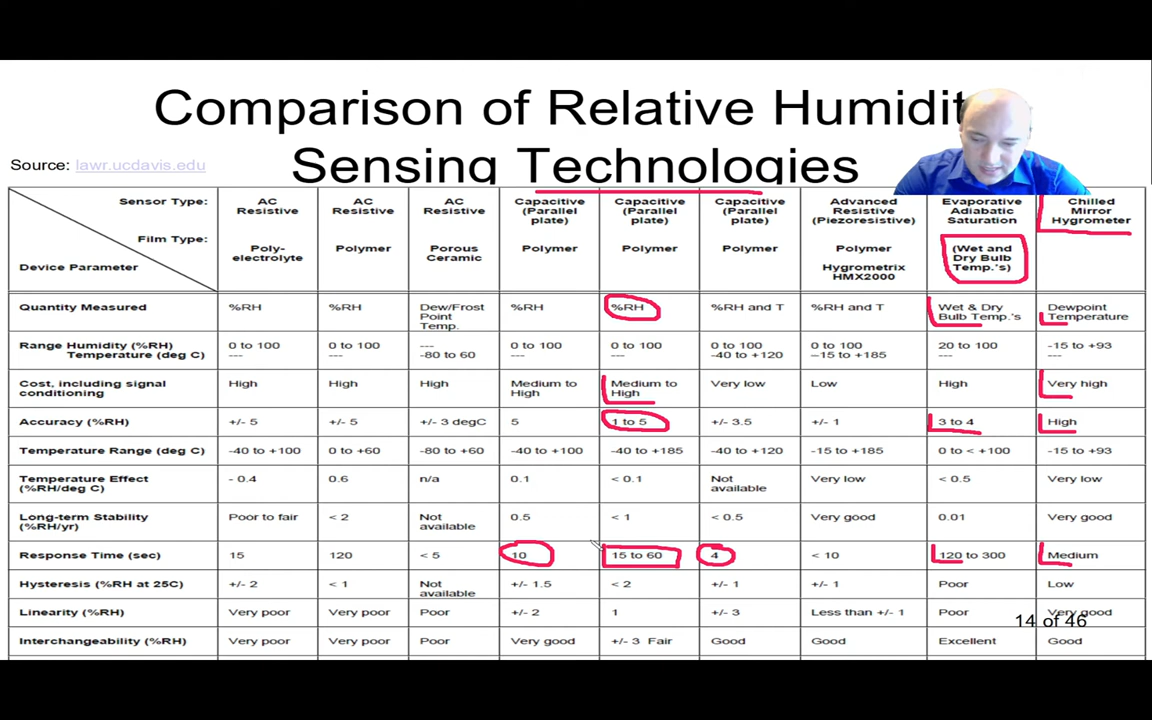 Comparison of Relative Humidit
Sensing Technologies
Source: lawr.ucdavis.edu
Sensor Type:
Film Type:
Device Parameter
AC Resistive Poly-electrolyte
AC Resistive Polymer
AC Resistive Porous Ceramic
Capacitive (Parallel plate) Polymer
Capacitive (Parallel plate) Polymer
Capacitive (Parallel plate) Polymer
Advanced Resistive (Piezoresistive) Polymer Hygrometrix HMX2000
Evaporative Adiabatic Saturation (Wet and Dry Bulb Temp.'s)
Chilled Mirror Hygrometer
Quantity Measured %RH %RH Dew/Frost Point Temp. %RH %RH %RH and T %RH and T Wet & Dry Bulb Temp.'s Dewpoint Temperature
Range Humidity (%RH) 0 to 100 0 to 100 --- 0 to 100 0 to 100 0 to 100 0 to 100 20 to 100 -15 to +93
Temperature (deg C) --- --- -80 to 60 --- --- -40 to +120 –15 to +185 --- ---
Cost, including signal conditioning High High High Medium to High Medium to High Very low Low High Very high
Accuracy (%RH) +/- 5 +/- 5 +/- 3 degC 5 1 to 5 +/- 3.5 +/- 1 3 to 4 High
Temperature Range (deg C) -40 to +100 0 to +60 -80 to +60 -40 to +100 -40 to +185 -40 to +120 -15 to +185 0 to < +100 -15 to +93
Temperature Effect (%RH/deg C) - 0.4 0.6 n/a 0.1 < 0.1 Not available Very low < 0.5 Very low
Long-term Stability (%RH/yr) Poor to fair < 2 Not available 0.5 < 1 < 0.5 Very good 0.01 Very good
Response Time (sec) 15 120 < 5 10 15 to 60 4 < 10 120 to 300 Medium
Hysteresis (%RH at 25C) +/- 2 < 1 Not available +/- 1.5 < 2 +/- 1 +/- 1 Poor Low
Linearity (%RH) Very poor Very poor Poor +/- 2 1 +/- 3 Less than +/- 1 Poor Very good
14 of 46
Interchangeability (%RH) Very poor Very poor Poor Very good +/- 3 Fair Good Good Excellent Good